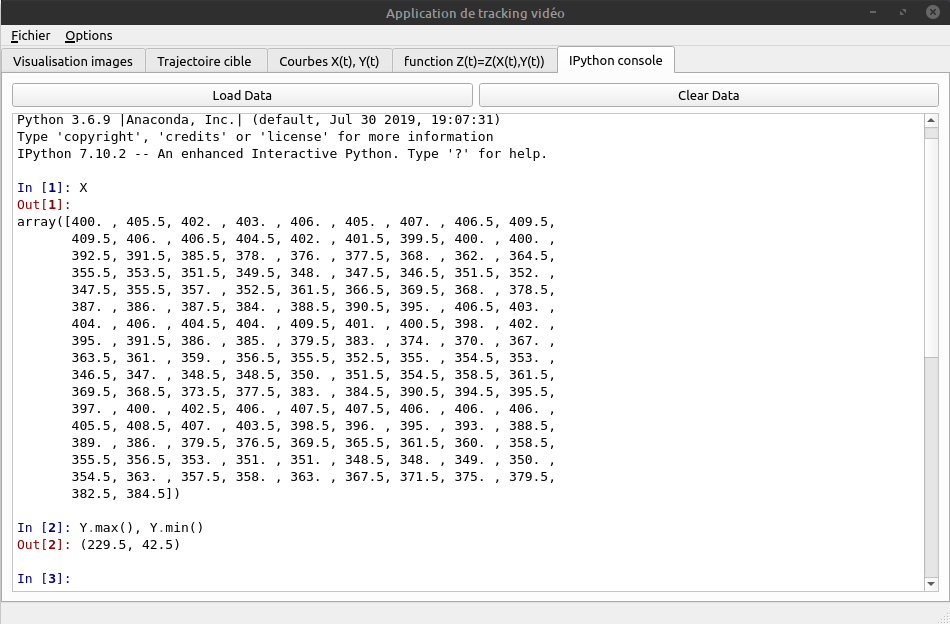 Application de tracking vidéo
Fichier Options
Visualisation images Trajectoire cible Courbes X(t), Y(t) function Z(t)=Z(X(t),Y(t)) IPython console
Load Data Clear Data
Python 3.6.9 |Anaconda, Inc.| (default, Jul 30 2019, 19:07:31)
Type 'copyright', 'credits' or 'license' for more information
IPython 7.10.2 -- An enhanced Interactive Python. Type '?' for help.
In [1]: X
Out[1]:
array([400. , 405.5, 402. , 403. , 406. , 405. , 407. , 406.5, 409.5,
409.5, 406. , 406.5, 404.5, 402. , 401.5, 399.5, 400. , 400. ,
392.5, 391.5, 385.5, 378. , 376. , 377.5, 368. , 362. , 364.5,
355.5, 353.5, 351.5, 349.5, 348. , 347.5, 346.5, 351.5, 352. ,
347.5, 355.5, 357. , 352.5, 361.5, 366.5, 369.5, 368. , 378.5,
387. , 386. , 387.5, 384. , 388.5, 390.5, 395. , 406.5, 403. ,
404. , 406. , 404.5, 404. , 409.5, 401. , 400.5, 398. , 402. ,
395. , 391.5, 386. , 385. , 379.5, 383. , 374. , 370. , 367. ,
363.5, 361. , 359. , 356.5, 355.5, 352.5, 355. , 354.5, 353. ,
346.5, 347. , 348.5, 348.5, 350. , 351.5, 354.5, 358.5, 361.5,
369.5, 368.5, 373.5, 377.5, 383. , 384.5, 390.5, 394.5, 395.5,
397. , 400. , 402.5, 406. , 407.5, 407.5, 406. , 406. , 406. ,
405.5, 408.5, 407. , 403.5, 398.5, 396. , 395. , 393. , 388.5,
389. , 386. , 379.5, 376.5, 369.5, 365.5, 361.5, 360. , 358.5,
355.5, 356.5, 353. , 351. , 351. , 348.5, 348. , 349. , 350. ,
354.5, 363. , 357.5, 358. , 363. , 367.5, 371.5, 375. , 379.5,
382.5, 384.5])
In [2]: Y.max(), Y.min()
Out[2]: (229.5, 42.5)
In [3]: